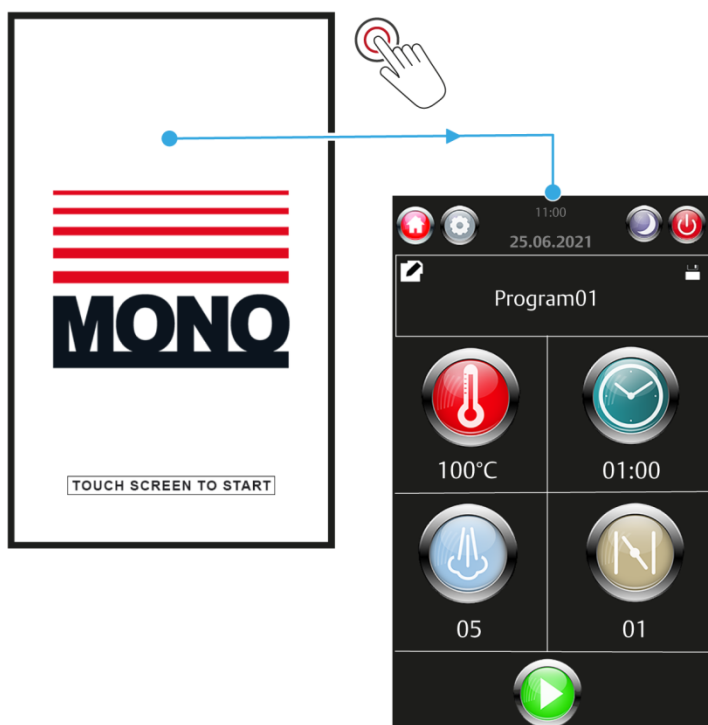 MONO
TOUCH SCREEN TO START
11:00
25.06.2021
Program01
100°C
01:00
05
01